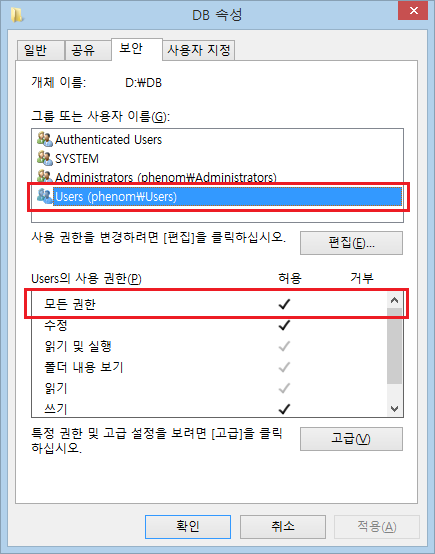 DB 속성
일반 공유 보안 사용자 지정
개체 이름: D:₩DB
그룹 또는 사용자 이름(G):
Authenticated Users
SYSTEM
Administrators (phenom₩Administrators)
Users (phenom₩Users)
사용 권한을 변경하려면 [편집]을 클릭하십시오.
편집(E)...
Users의 사용 권한(P) 허용 거부
모든 권한
수정
읽기 및 실행
폴더 내용 보기
읽기
쓰기
특정 권한 및 고급 설정을 보려면 [고급]을 클릭
하십시오.
고급(V)
확인 취소 적용(A)